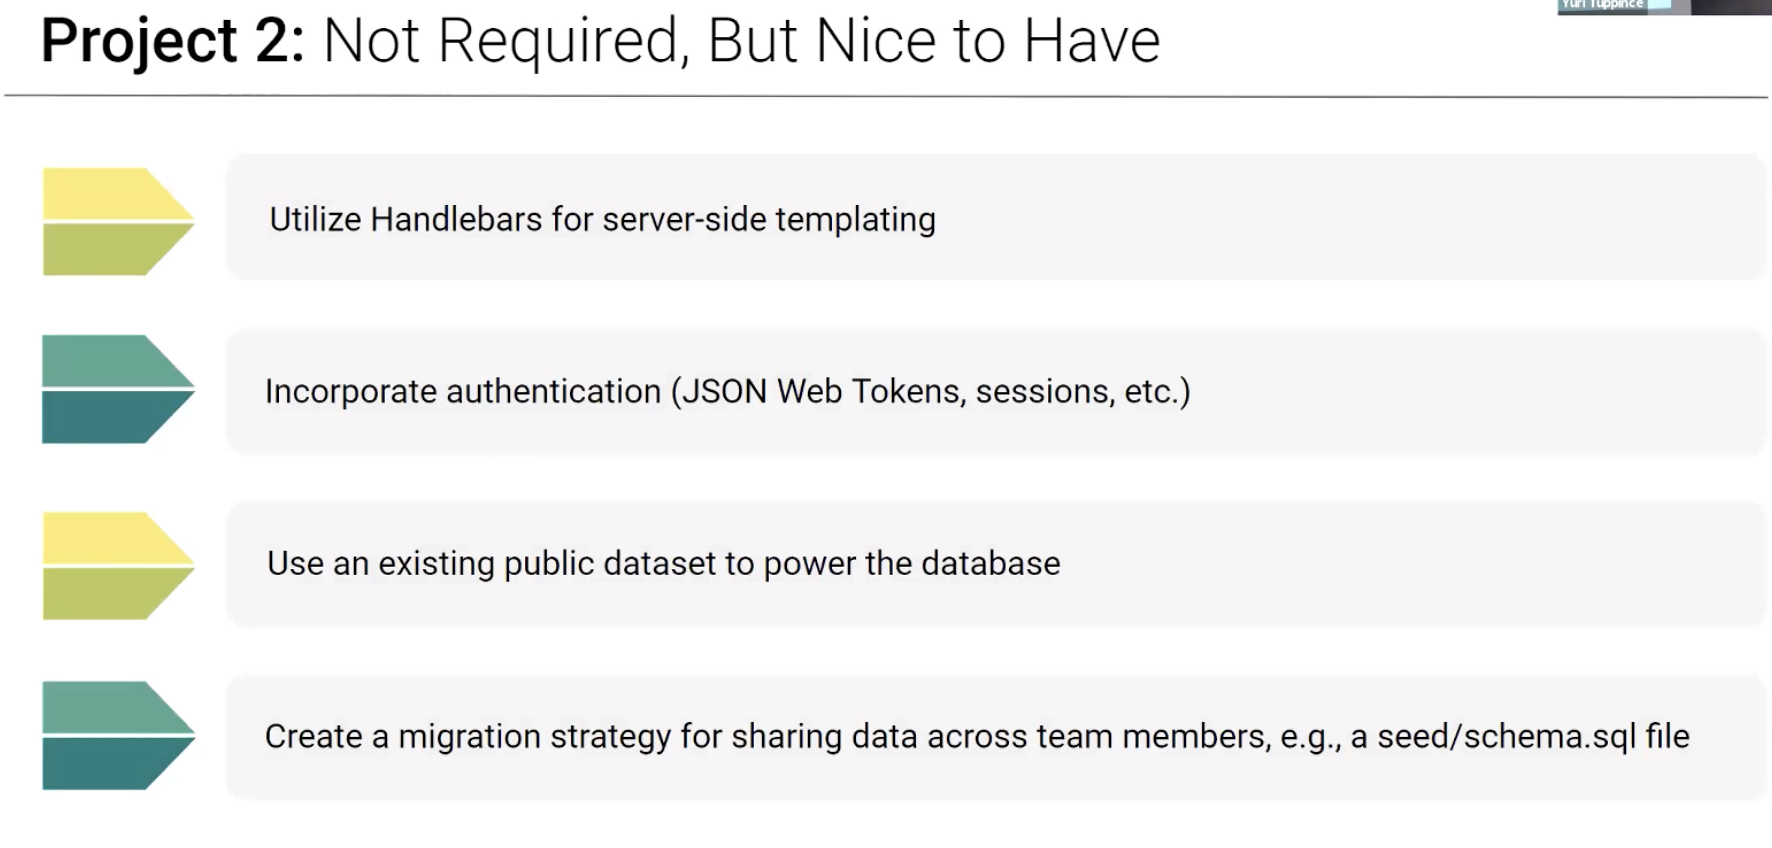 Yuri Tuppince
Project 2: Not Required, But Nice to Have
Utilize Handlebars for server-side templating
Incorporate authentication (JSON Web Tokens, sessions, etc.)
Use an existing public dataset to power the database
Create a migration strategy for sharing data across team members, e.g., a seed/schema.sql file